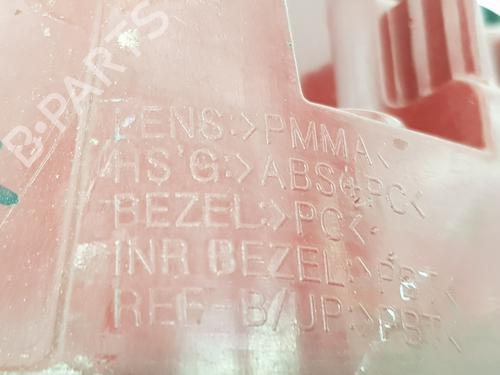 B-PARTS
LENS:>PMMA<
HS'G:>ABS+PC<
BEZEL:>PC<
INR BEZEL:>PBT<
REF-B/UP:>PBT<